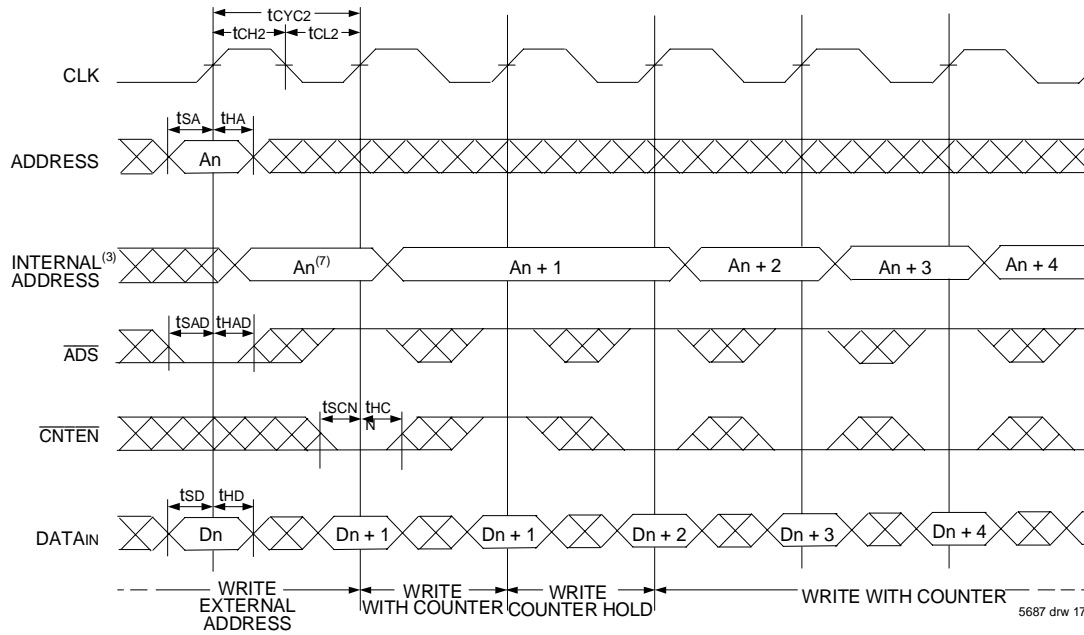 tCYC2
tCH2 tCL2
CLK
tSA tHA
ADDRESS An
INTERNAL(3)
ADDRESS
An(7) An + 1 An + 2 An + 3 An + 4
tSAD tHAD
ADS
tSCN tHC
N
CNTEN
tSD tHD
DATAIN Dn Dn + 1 Dn + 1 Dn + 2 Dn + 3 Dn + 4
WRITE
EXTERNAL
ADDRESS
WRITE
WITH COUNTER
WRITE
COUNTER HOLD
WRITE WITH COUNTER
5687 drw 17